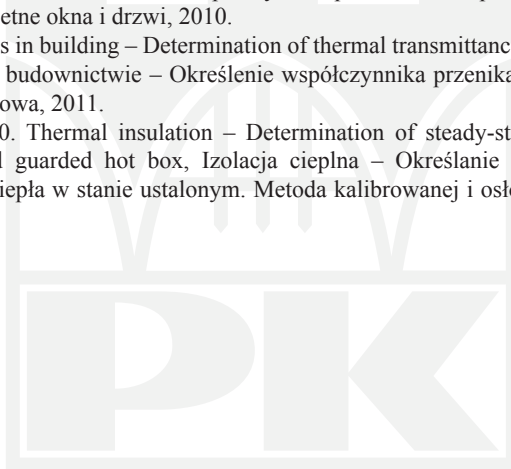 etne okna i drzwi, 2010.
s in building – Determination of thermal transmittanc
budownictwie – Określenie współczynnika przenika
owa, 2011.
0. Thermal insulation – Determination of steady-st
guarded hot box, Izolacja cieplna – Określanie
iepła w stanie ustalonym. Metoda kalibrowanej i osło
PK